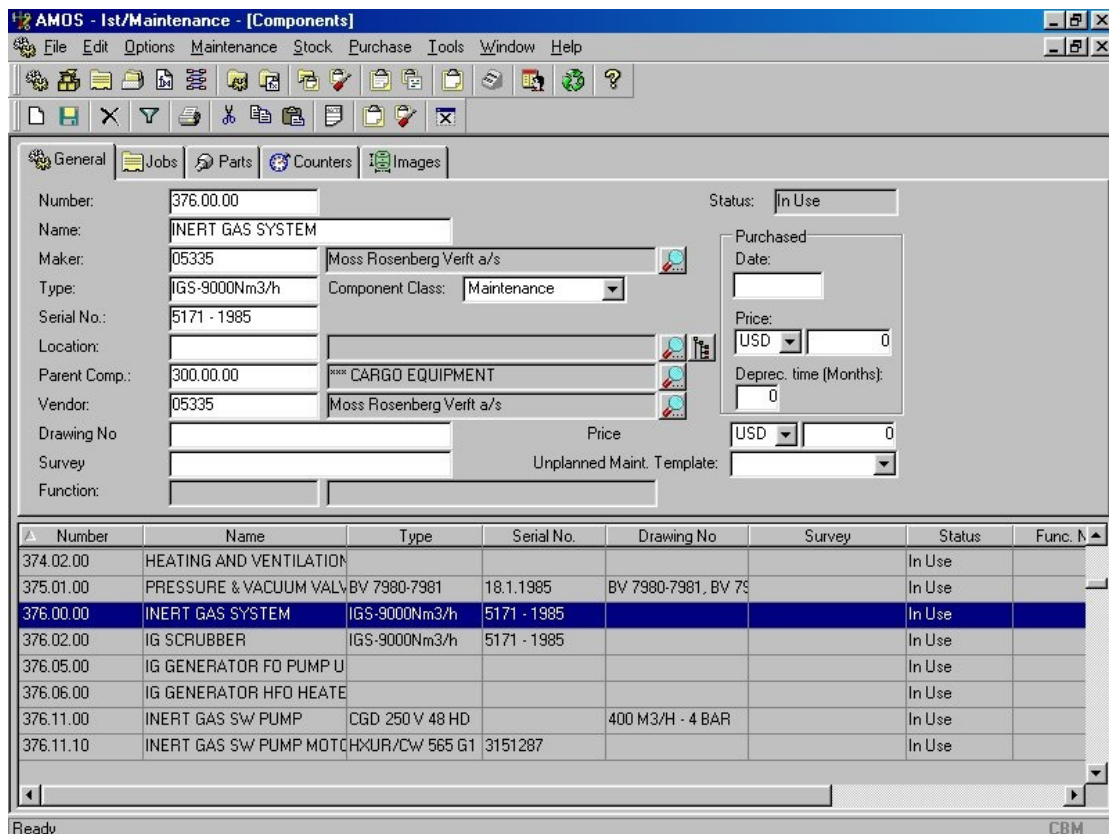 AMOS - Ist/Maintenance - [Components]
File Edit Options Maintenance Stock Purchase Tools Window Help
General Jobs Parts Counters Images
Number: 376.00.00 Status: In Use
Name: INERT GAS SYSTEM Purchased
Maker: 05335 Moss Rosenberg Verft a/s Date:
Type: IGS-9000Nm3/h Component Class: Maintenance
Serial No.: 5171 - 1985 Price:
Location: USD 0
Parent Comp.: 300.00.00 *** CARGO EQUIPMENT Deprec. time (Months):
Vendor: 05335 Moss Rosenberg Verft a/s 0
Drawing No Price USD 0
Survey Unplanned Maint. Template:
Function:
Number Name Type Serial No. Drawing No Survey Status Func. N
374.02.00 HEATING AND VENTILATION In Use
375.01.00 PRESSURE & VACUUM VALV BV 7980-7981 18.1.1985 BV 7980-7981, BV 79 In Use
376.00.00 INERT GAS SYSTEM IGS-9000Nm3/h 5171 - 1985 In Use
376.02.00 IG SCRUBBER IGS-9000Nm3/h 5171 - 1985 In Use
376.05.00 IG GENERATOR FO PUMP U In Use
376.06.00 IG GENERATOR HFO HEATE In Use
376.11.00 INERT GAS SW PUMP CGD 250 V 48 HD 400 M3/H - 4 BAR In Use
376.11.10 INERT GAS SW PUMP MOTO HXUR/CW 565 G1 3151287 In Use
Ready CBM